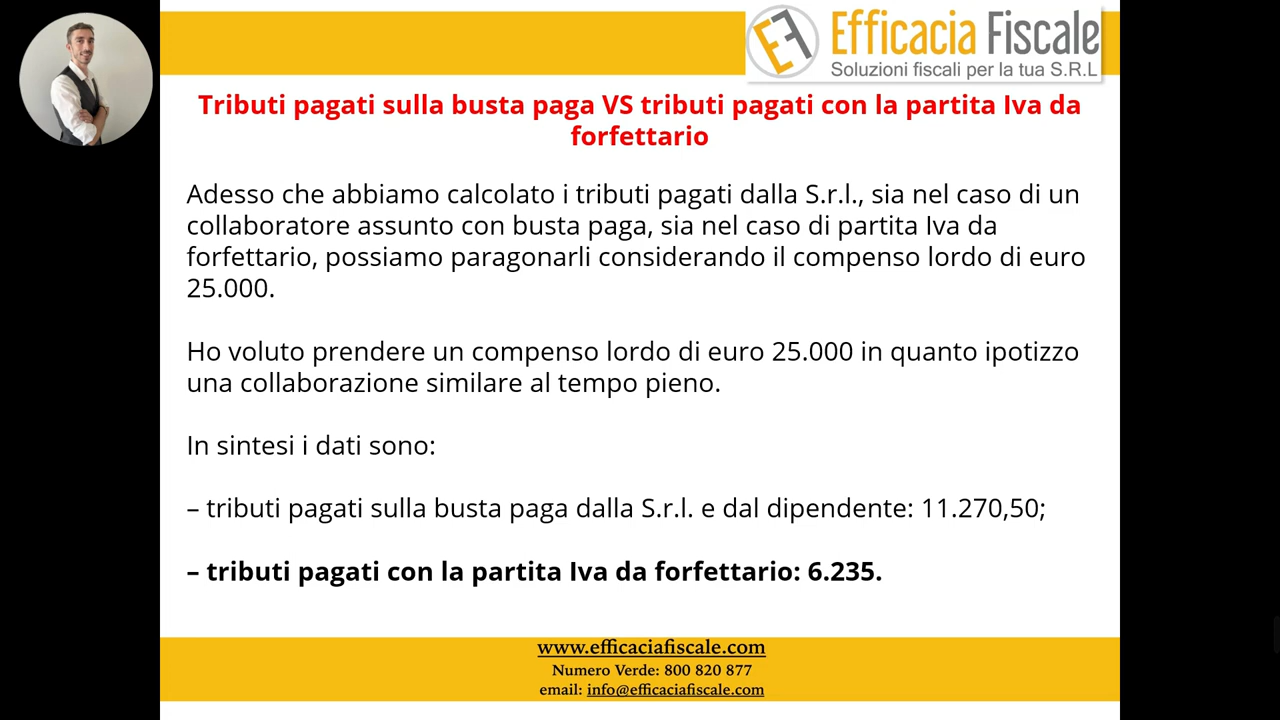 Efficacia Fiscale
Soluzioni fiscali per la tua S.R.L
Tributi pagati sulla busta paga VS tributi pagati con la partita Iva da
forfettario
Adesso che abbiamo calcolato i tributi pagati dalla S.r.l., sia nel caso di un
collaboratore assunto con busta paga, sia nel caso di partita Iva da
forfettario, possiamo paragonarli considerando il compenso lordo di euro
25.000.
Ho voluto prendere un compenso lordo di euro 25.000 in quanto ipotizzo
una collaborazione similare al tempo pieno.
In sintesi i dati sono:
– tributi pagati sulla busta paga dalla S.r.l. e dal dipendente: 11.270,50;
– tributi pagati con la partita Iva da forfettario: 6.235.
www.efficaciafiscale.com
Numero Verde: 800 820 877
email: info@efficaciafiscale.com